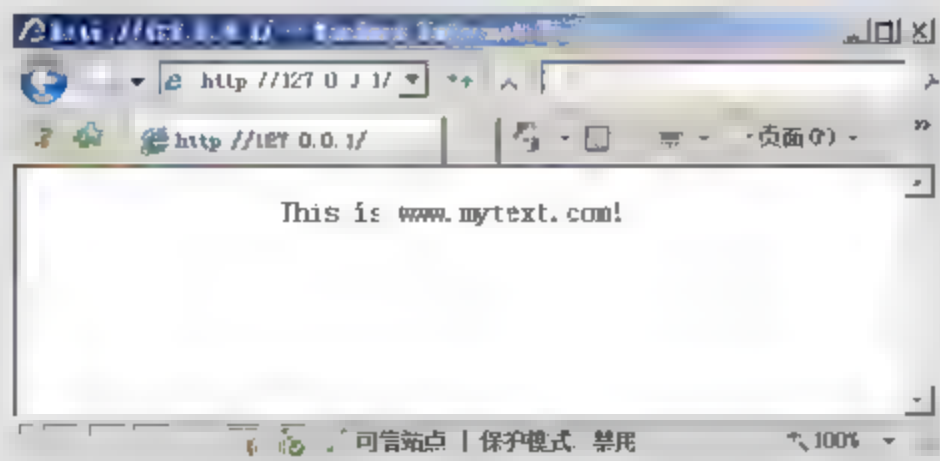 http //127 0 1/
http //127 0.0.1/
页面(P)
»
This is www.mytext.com!
可信站点 | 保护模式 禁用
100%